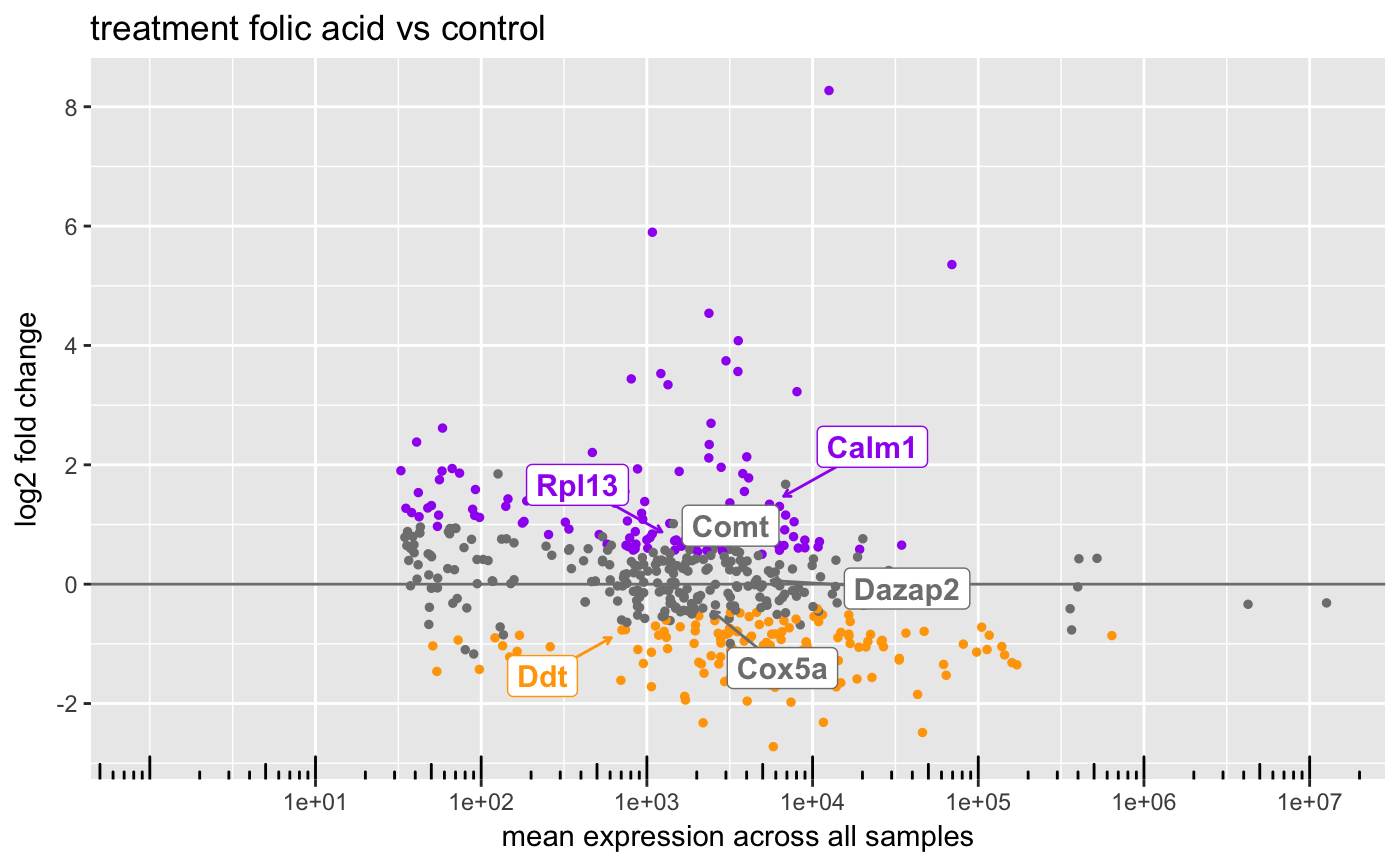 treatment folic acid vs control
log2 fold change
8
6
4
2
0
-2
Calm1
Rpl13
Comt
Dazap2
Cox5a
Ddt
1e+01 1e+02 1e+03 1e+04 1e+05 1e+06 1e+07
mean expression across all samples